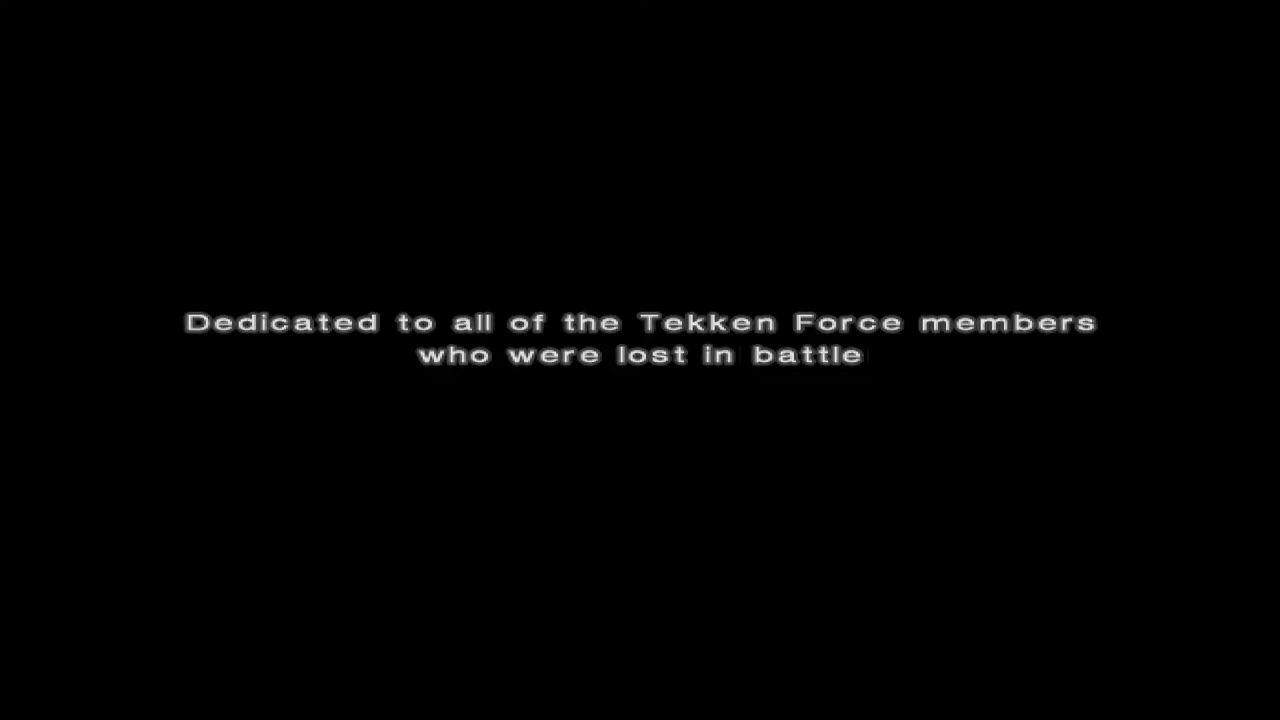 Dedicated to all of the Tekken Force members
who were lost in battle